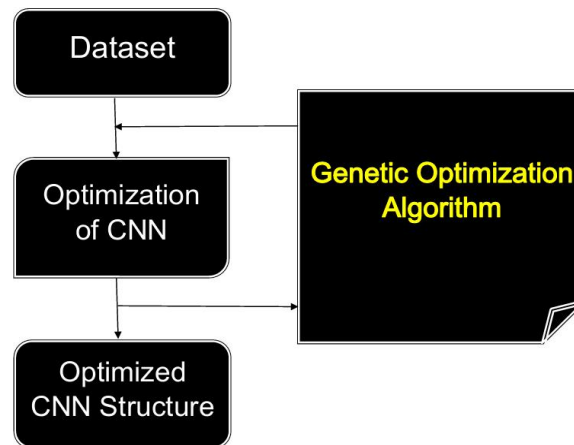 Dataset
Genetic Optimization
Algorithm
Optimization
of CNN
Optimized
CNN Structure